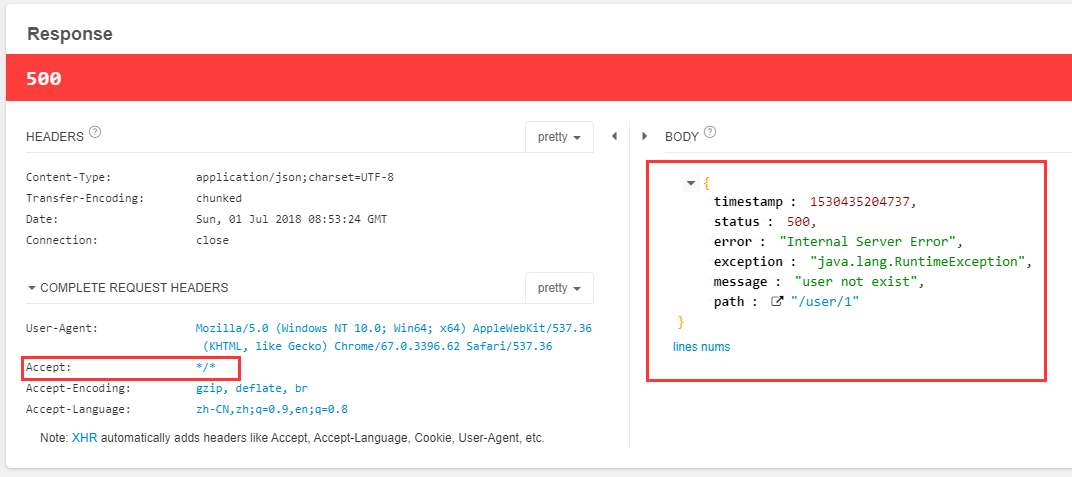 Response
500
HEADERS ?
pretty
Content-Type: application/json;charset=UTF-8
Transfer-Encoding: chunked
Date: Sun, 01 Jul 2018 08:53:24 GMT
Connection: close
COMPLETE REQUEST HEADERS
pretty
User-Agent: Mozilla/5.0 (Windows NT 10.0; Win64; x64) AppleWebKit/537.36
(KHTML, like Gecko) Chrome/67.0.3396.62 Safari/537.36
Accept: */*
Accept-Encoding: gzip, deflate, br
Accept-Language: zh-CN,zh;q=0.9,en;q=0.8
Note: XHR automatically adds headers like Accept, Accept-Language, Cookie, User-Agent, etc.
BODY ?
{
timestamp : 1530435204737,
status : 500,
error : "Internal Server Error",
exception : "java.lang.RuntimeException",
message : "user not exist",
path : "/user/1"
}
lines nums